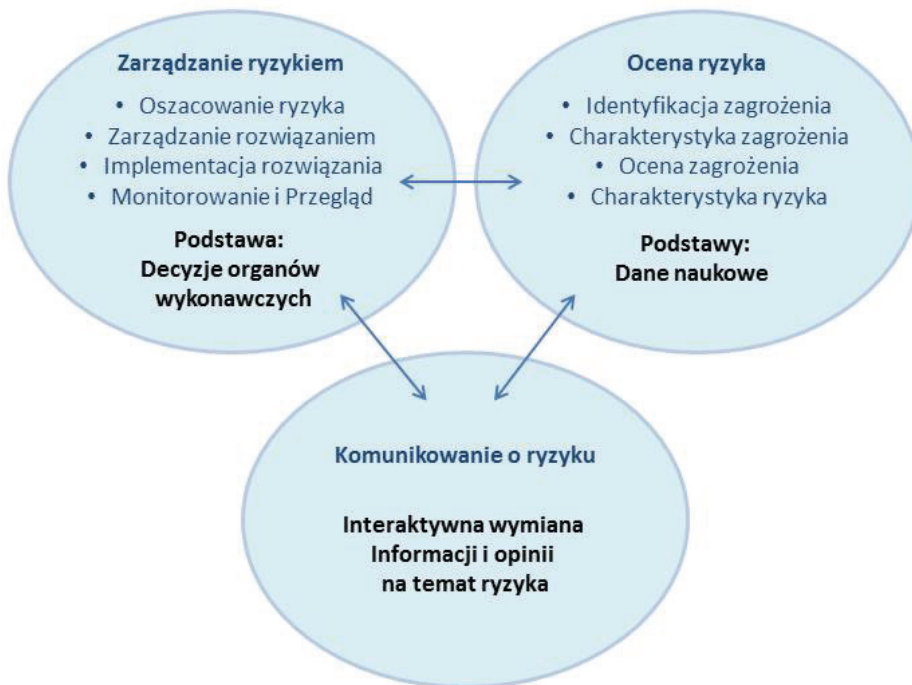 Zarządzanie ryzykiem
• Oszacowanie ryzyka
• Zarządzanie rozwiązaniem
• Implementacja rozwiązania
• Monitorowanie i Przegląd
Podstawa:
Decyzje organów
wykonawczych
Ocena ryzyka
• Identyfikacja zagrożenia
• Charakterystyka zagrożenia
• Ocena zagrożenia
• Charakterystyka ryzyka
Podstawy:
Dane naukowe
Komunikowanie o ryzyku
Interaktywna wymiana
Informacji i opinii
na temat ryzyka